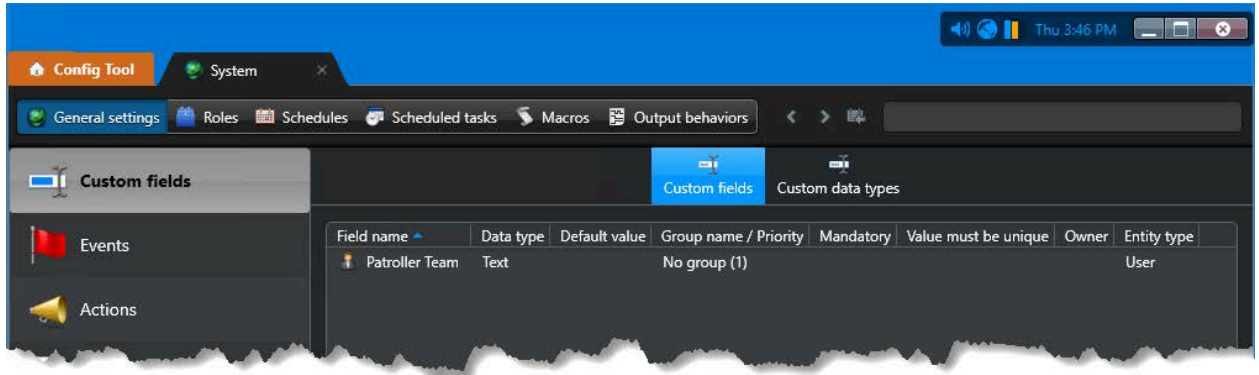 Thu 3:46 PM
Config Tool System
General settings Roles Schedules Scheduled tasks Macros Output behaviors
Custom fields
Events
Actions
Custom fields Custom data types
Field name Data type Default value Group name / Priority Mandatory Value must be unique Owner Entity type
Patroller Team Text No group (1) User